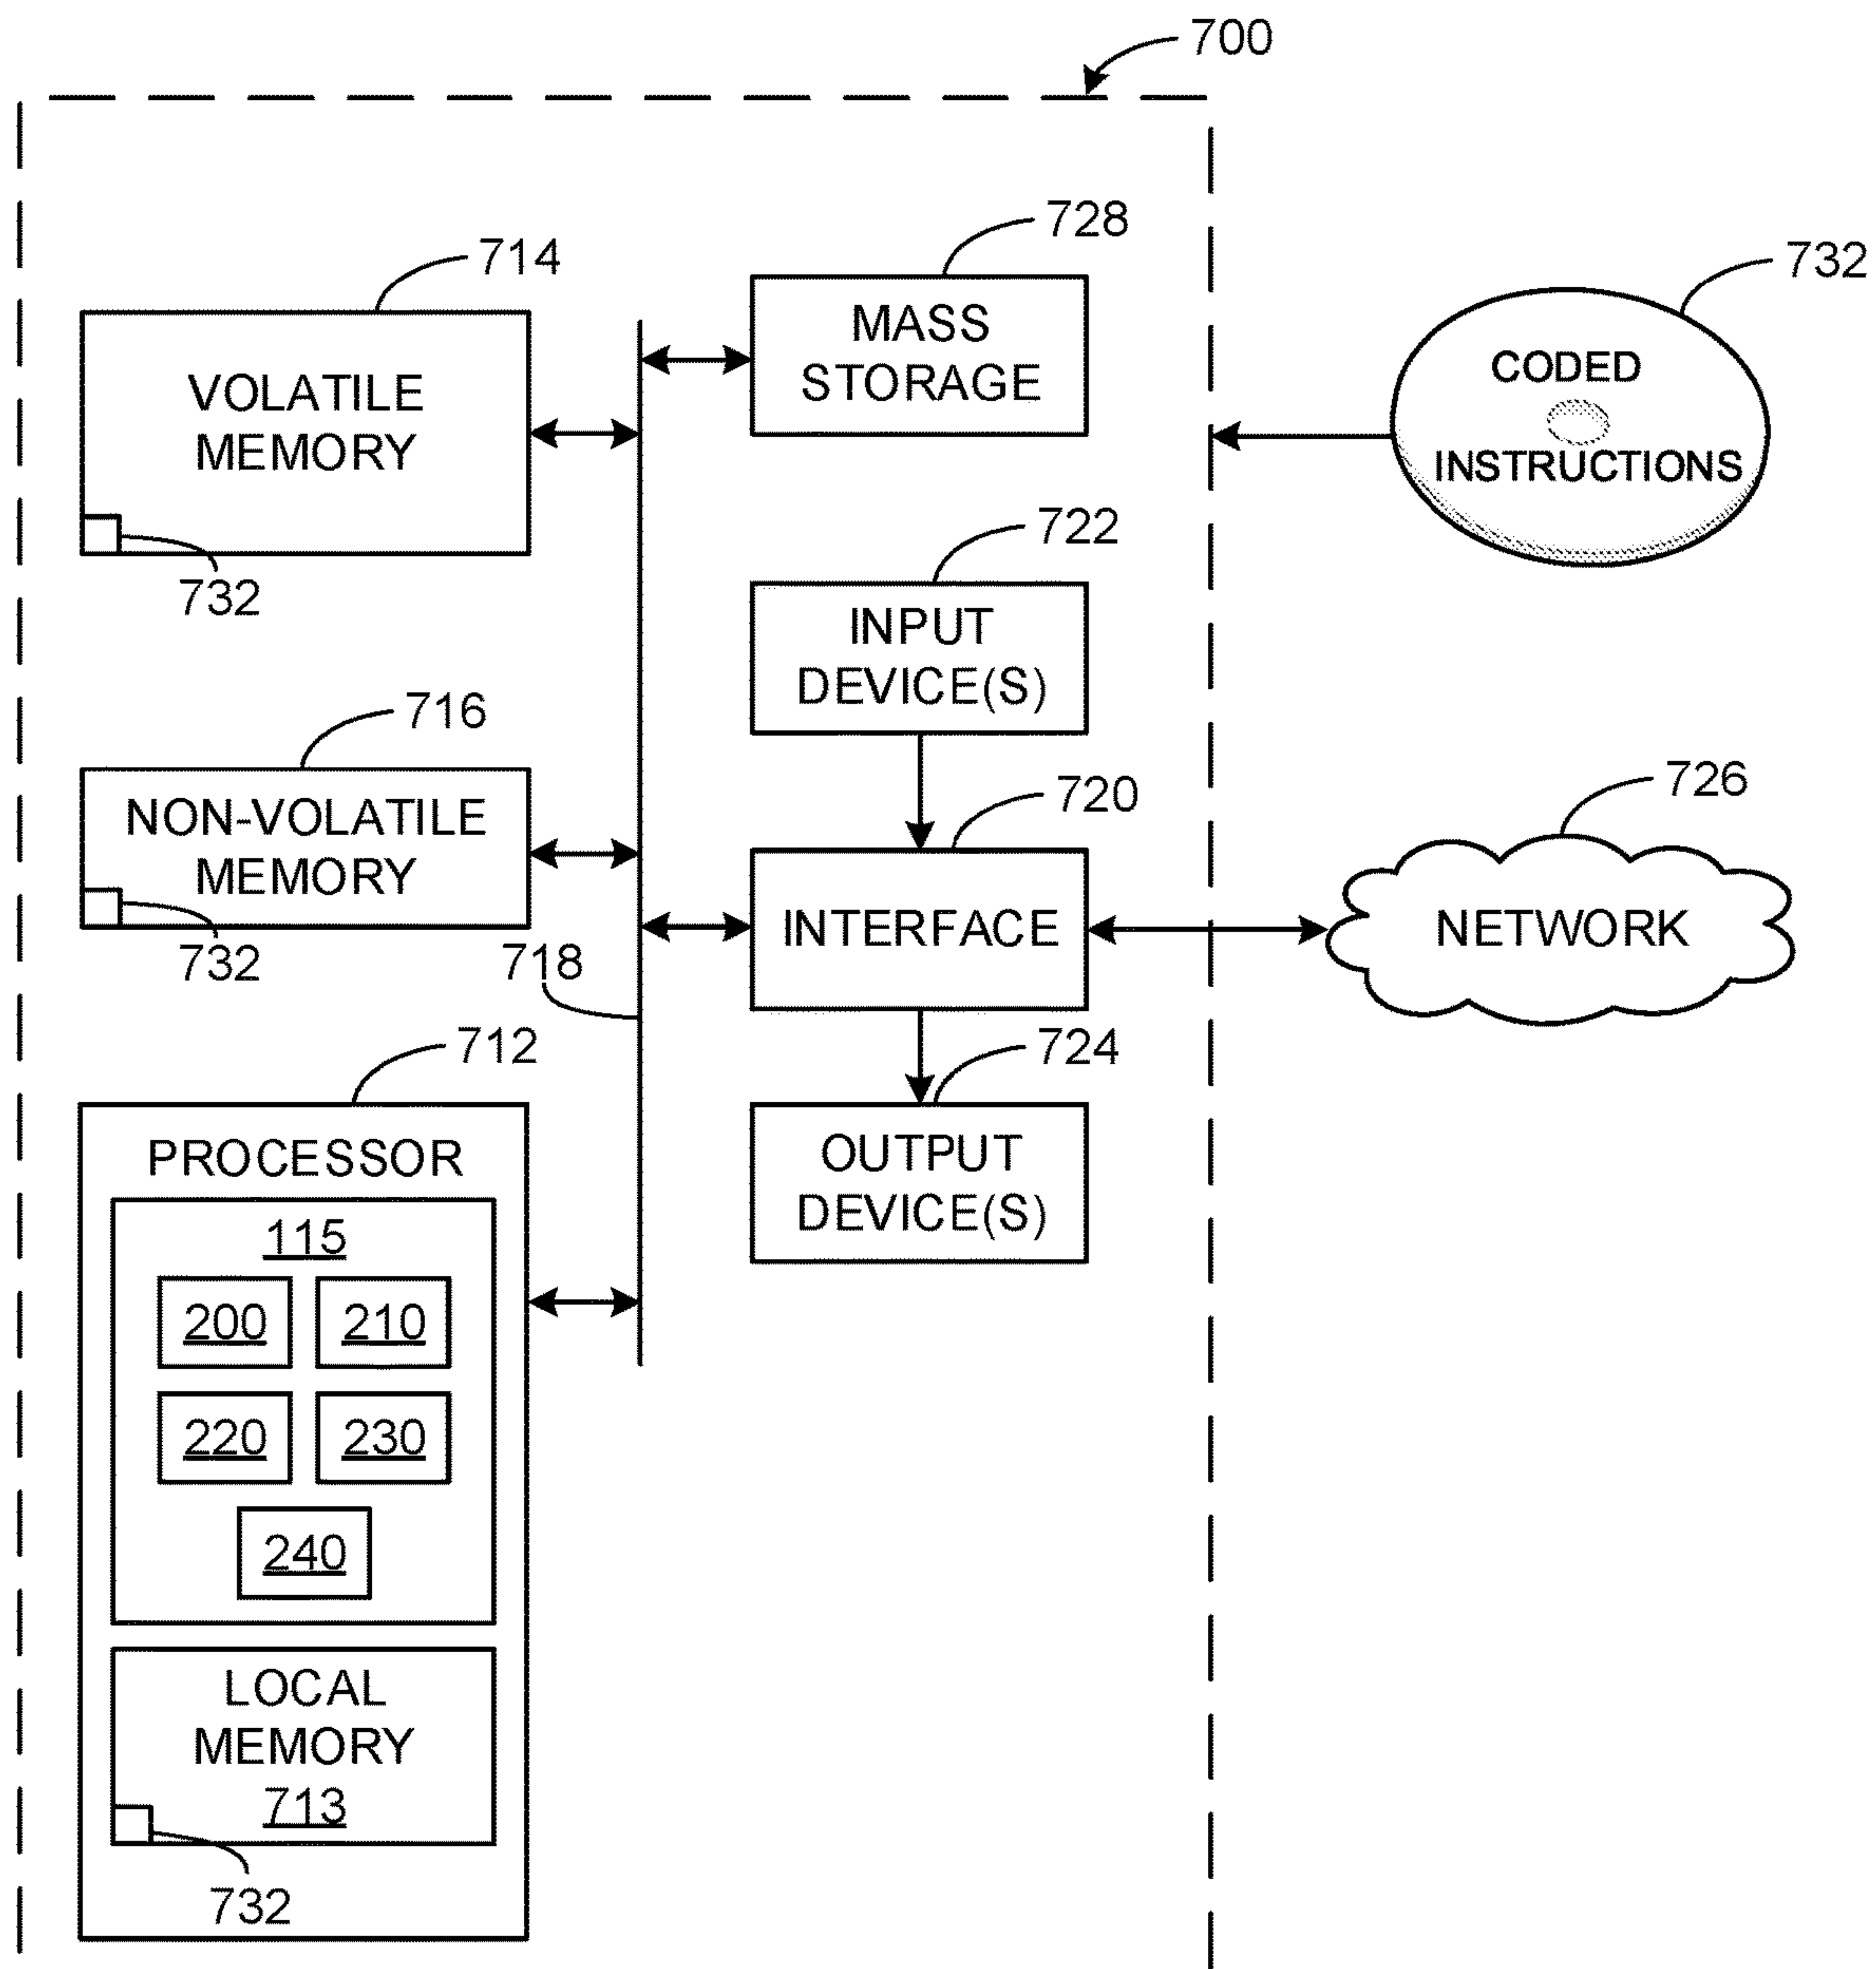 700
714
VOLATILE
MEMORY
732
728
MASS
STORAGE
732
CODED
INSTRUCTIONS
722
INPUT
DEVICE(S)
716
NON-VOLATILE
MEMORY
732
718
720
INTERFACE
726
NETWORK
724
OUTPUT
DEVICE(S)
712
PROCESSOR
115
200
210
220
230
240
LOCAL
MEMORY
713
732